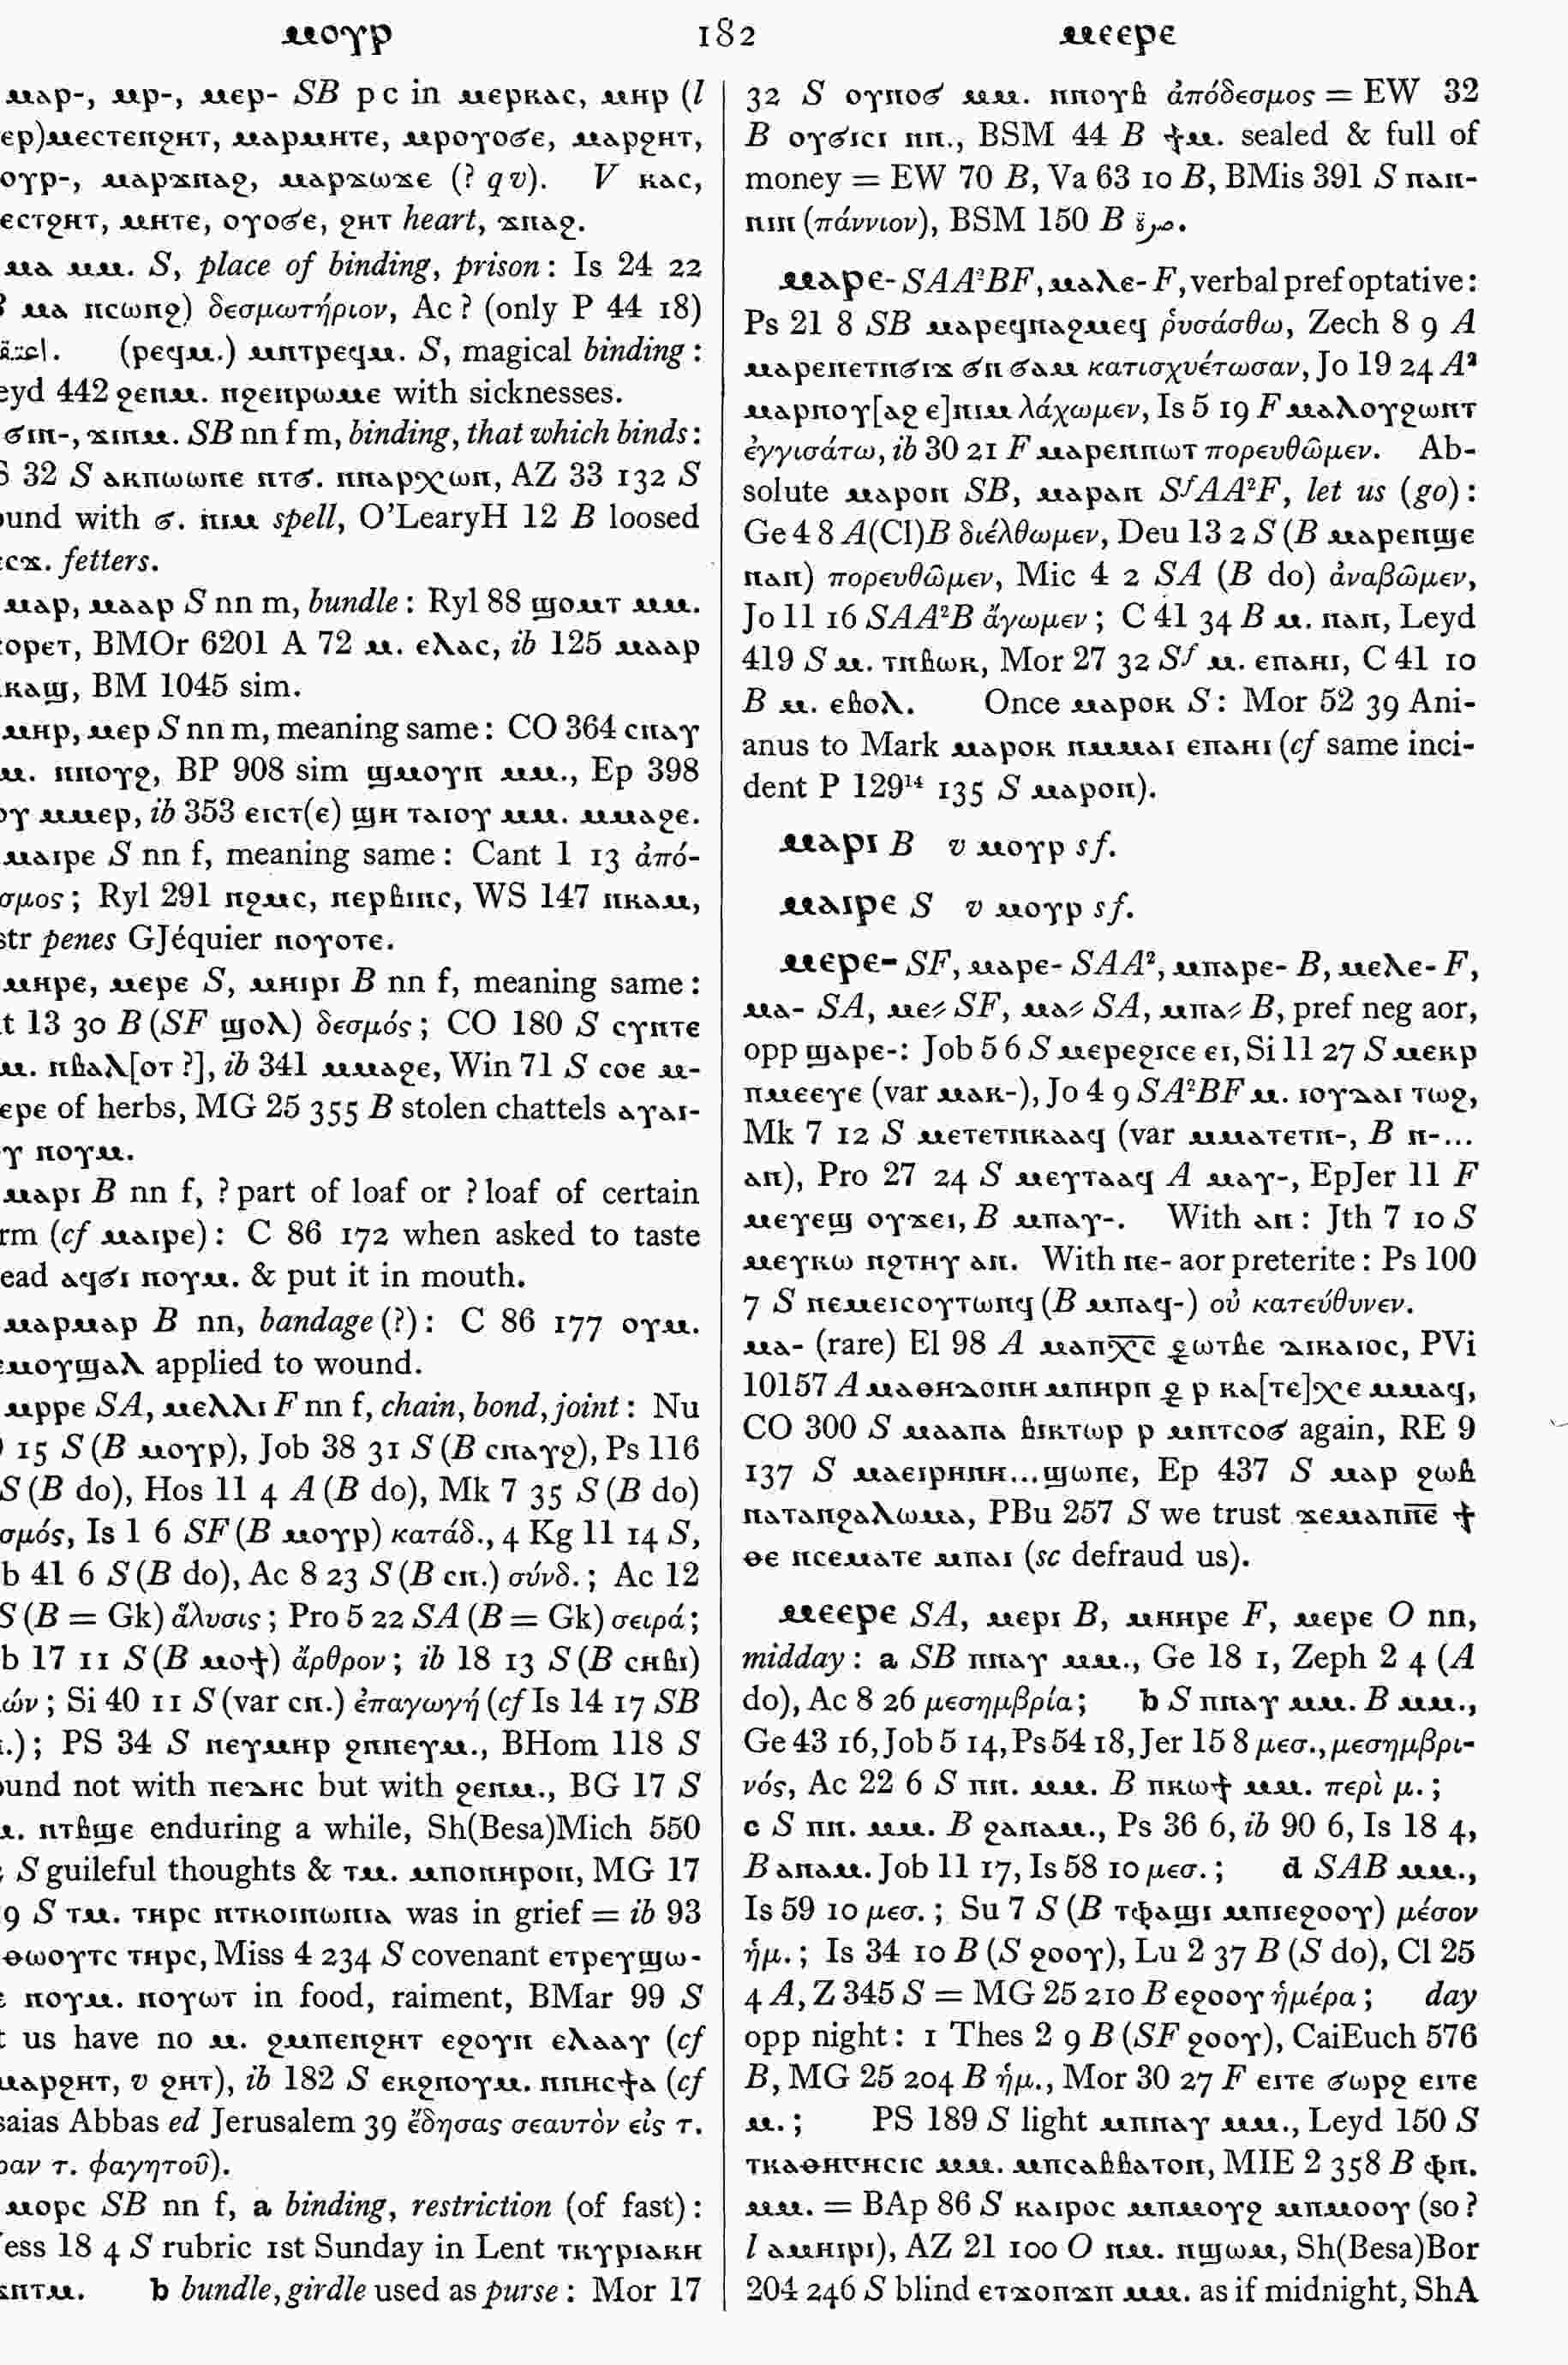 ⲙⲟⲩⲣ 182 ⲙⲉⲉⲣⲉ
ⲙⲁⲣ-, ⲙⲣ-, ⲙⲉⲣ- SB p c in ⲙⲉⲣⲕⲁⲥ, ⲙⲏⲣ (l
ⲉⲣ)ⲙⲉⲥⲧⲉⲛϩⲏⲧ, ⲙⲁⲣⲙⲏⲧⲉ, ⲙⲣⲟⲩⲟϭⲉ, ⲙⲁⲣϩⲏⲧ,
ⲟⲩⲣ-, ⲙⲁⲣϫⲛⲁϩ, ⲙⲁⲣϫⲱϫⲉ (? q v). V ⲕⲁⲥ,
ⲉⲥⲧϩⲏⲧ, ⲙⲏⲧⲉ, ⲟⲩⲟϭⲉ, ϩⲏⲧ heart, ϫⲛⲁϩ.
ⲙⲁ ⲙⲙ. S, place of binding, prison: Is 24 22
ⲙⲁ ⲛⲥⲱⲛϩ) δεσμωτήριον, Ac ? (only P 44 18)
(ⲣⲉϥⲙ.) ⲙⲛⲧⲣⲉϥⲙ. S, magical binding:
eyd 442 ϩⲉⲛⲙ. ⲛϩⲉⲛⲣⲱⲙⲉ with sicknesses.
ϭⲓⲛ-, ϫⲓⲛⲙ. SB nn f m, binding, that which binds:
32 S ⲁⲕⲡⲱⲱⲛⲉ ⲛⲧϭ. ⲛⲛⲁⲣⲭⲱⲛ, AZ 33 132 S
ound with ϭ. ⲛⲓⲙ spell, O'LearyH 12 B loosed
ⲉⲥϫ. fetters.
ⲙⲁⲣ, ⲙⲁⲁⲣ S nn m, bundle: Ryl 88 ϣⲟⲙⲧ ⲙⲙ.
ⲟⲣⲉⲧ, BMOr 6201 A 72 ⲙ. ⲉⲗⲁⲥ, ib 125 ⲙⲁⲁⲣ
ⲕⲁϣ, BM 1045 sim.
ⲙⲏⲣ, ⲙⲉⲣ S nn m, meaning same: CO 364 ⲥⲛⲁⲩ
ⲙ. ⲛⲛⲟⲩϩ, BP 908 sim ϣⲙⲟⲩⲛ ⲙⲙ., Ep 398
ⲟⲩ ⲙⲙⲉⲣ, ib 353 ⲉⲓⲥⲧ(ⲉ) ϣⲏ ⲧⲁⲓⲟⲩ ⲙⲙ. ⲙⲙⲁϩⲉ.
ⲙⲁⲓⲣⲉ S nn f, meaning same: Cant 1 13 ἀπό-
σμος; Ryl 291 ⲛϩⲙⲥ, ⲛⲉⲣⲃⲓⲛⲥ, WS 147 ⲛⲕⲁⲙ,
str penes GJéquier ⲛⲟⲩⲟⲧⲉ.
ⲙⲏⲣⲉ, ⲙⲉⲣⲉ S, ⲙⲏⲓⲣⲓ B nn f, meaning same:
t 13 30 B (SF ϣⲟⲗ) δεσμός; CO 180 S ⲥⲩⲛⲧⲉ
ⲙ. ⲛⲃⲁⲗ[ⲟⲧ ?], ib 341 ⲙⲙⲁϩⲉ, Win 71 S ⲥⲟⲉ ⲙ-
ⲉⲣⲉ of herbs, MG 25 355 B stolen chattels ⲁⲩⲁⲓ-
ⲩ ⲛⲟⲩⲙ.
ⲙⲁⲣⲓ B nn f, ? part of loaf or ? loaf of certain
rm (cf ⲙⲁⲓⲣⲉ): C 86 172 when asked to taste
ead ⲁϥϭⲓ ⲛⲟⲩⲙ. & put it in mouth.
ⲙⲁⲣⲙⲁⲣ B nn, bandage (?): C 86 177 ⲟⲩⲙ.
ⲙⲟⲩϣⲁⲗ applied to wound.
ⲙⲣⲣⲉ SA, ⲙⲉⲗⲗⲓ F nn f, chain, bond, joint: Nu
15 S (B ⲙⲟⲩⲣ), Job 38 31 S (B ⲥⲛⲁⲩϩ), Ps 116
S (B do), Hos 11 4 A (B do), Mk 7 35 S (B do)
σμός, Is 1 6 SF (B ⲙⲟⲩⲣ) κατάδ., 4 Kg 11 14 S,
b 41 6 S (B do), Ac 8 23 S (B ⲥⲛ.) σύνδ.; Ac 12
S (B = Gk) ἅλυσις; Pro 5 22 SA (B = Gk) σειρά;
b 17 11 S (B ⲙⲟϯ) ἄρθρον; ib 18 13 S (B ⲥⲏⲃⲓ)
ών; Si 40 11 S (var ⲥⲛ.) ἐπαγωγή (cf Is 14 17 SB
.); PS 34 S ⲛⲉⲩⲙⲏⲣ ϩⲛⲛⲉⲩⲙ., BHom 118 S
ound not with ⲡⲉⲇⲏⲥ but with ϩⲉⲛⲙ., BG 17 S
ⲙ. ⲛⲧⲃϣⲉ enduring a while, Sh(Besa)Mich 550
S guileful thoughts & ⲧⲙ. ⲙⲡⲟⲛⲏⲣⲟⲛ, MG 17
9 S ⲧⲙ. ⲧⲏⲣⲥ ⲛⲧⲕⲟⲓⲛⲱⲛⲓⲁ was in grief = ib 93
ⲑⲱⲟⲩⲧⲥ ⲧⲏⲣⲥ, Miss 4 234 S covenant ⲉⲧⲣⲉⲩϣⲱ-
ⲛⲟⲩⲙ. ⲛⲟⲩⲱⲧ in food, raiment, BMar 99 S
t us have no ⲙ. ϩⲙⲡⲉⲛϩⲏⲧ ⲉϩⲟⲩⲛ ⲉⲗⲁⲁⲩ (cf
ⲙⲁⲣϩⲏⲧ, v ϩⲏⲧ), ib 182 S ⲉⲕϩⲛⲟⲩⲙ. ⲛⲛⲏⲥϯⲁ (cf
saias Abbas ed Jerusalem 39 ἔδησας σεαυτὸν εἰς τ.
ραν τ. φαγητοῦ).
ⲙⲟⲣⲥ SB nn f, a binding, restriction (of fast):
ess 18 4 S rubric 1st Sunday in Lent ⲧⲕⲩⲣⲓⲁⲕⲏ
ⲛⲧⲙ. b bundle, girdle used as purse: Mor 17
32 S ⲟⲩⲛⲟϭ ⲙⲙ. ⲛⲛⲟⲩⲃ ἀπόδεσμος = EW 32
B ⲟⲩϭⲓⲥⲓ ⲛⲛ., BSM 44 B ϯⲙ. sealed & full of
money = EW 70 B, Va 63 10 B, BMis 391 S ⲡⲁⲛ-
ⲛⲓⲛ (πάννιον), BSM 150 B صرة.
ⲙⲁⲣⲉ- SAA²BF, ⲙⲁⲗⲉ- F, verbal pref optative:
Ps 21 8 SB ⲙⲁⲣⲉϥⲛⲁϩⲙⲉϥ ῥυσάσθω, Zech 8 9 A
ⲙⲁⲣⲉⲛⲉⲧⲛϭⲓϫ ϭⲛ ϭⲁⲙ κατισχυέτωσαν, Jo 19 24 A²
ⲙⲁⲣⲛⲟⲩ[ⲁϩ ⲉ]ⲛⲓⲙ λάχωμεν, Is 5 19 F ⲙⲁⲗⲟⲩϩⲱⲛⲧ
ἐγγισάτω, ib 30 21 F ⲙⲁⲣⲉⲛⲡⲱⲧ πορευθῶμεν. Ab-
solute ⲙⲁⲣⲟⲛ SB, ⲙⲁⲣⲁⲛ SᶠAA²F, let us (go):
Ge 4 8 A(Cl)B διέλθωμεν, Deu 13 2 S (B ⲙⲁⲣⲉⲛϣⲉ
ⲛⲁⲛ) πορευθῶμεν, Mic 4 2 SA (B do) ἀναβῶμεν,
Jo 11 16 SAA²B ἄγωμεν; C 41 34 B ⲙ. ⲛⲁⲛ, Leyd
419 S ⲙ. ⲧⲛⲃⲱⲕ, Mor 27 32 Sᶠ ⲙ. ⲉⲡⲁⲏⲓ, C 41 10
B ⲙ. ⲉⲃⲟⲗ. Once ⲙⲁⲣⲟⲕ S: Mor 52 39 Ani-
anus to Mark ⲙⲁⲣⲟⲕ ⲛⲙⲙⲁⲓ ⲉⲡⲁⲏⲓ (cf same inci-
dent P 129¹⁴ 135 S ⲙⲁⲣⲟⲛ).
ⲙⲁⲣⲓ B v ⲙⲟⲩⲣ sf.
ⲙⲁⲓⲣⲉ S v ⲙⲟⲩⲣ sf.
ⲙⲉⲣⲉ- SF, ⲙⲁⲣⲉ- SAA², ⲙⲡⲁⲣⲉ- B, ⲙⲉⲗⲉ- F,
ⲙⲁ- SA, ⲙⲉ⸗ SF, ⲙⲁ⸗ SA, ⲙⲡⲁ⸗ B, pref neg aor,
opp ϣⲁⲣⲉ-: Job 5 6 S ⲙⲉⲣⲉϩⲓⲥⲉ ⲉⲓ, Si 11 27 S ⲙⲉⲕⲣ
ⲡⲙⲉⲉⲩⲉ (var ⲙⲁⲕ-), Jo 4 9 SA²BF ⲙ. ⲓⲟⲩⲇⲁⲓ ⲧⲱϩ,
Mk 7 12 S ⲙⲉⲧⲉⲧⲛⲕⲁⲁϥ (var ⲙⲙⲁⲧⲉⲧⲛ-, B ⲛ-...
ⲁⲛ), Pro 27 24 S ⲙⲉⲩⲧⲁⲁϥ A ⲙⲁⲩ-, EpJer 11 F
ⲙⲉⲩⲉϣ ⲟⲩϫⲉⲓ, B ⲙⲡⲁⲩ-. With ⲁⲛ: Jth 7 10 S
ⲙⲉⲩⲕⲱ ⲛϩⲧⲏⲩ ⲁⲛ. With ⲛⲉ- aor preterite: Ps 100
7 S ⲛⲉⲙⲉⲓⲥⲟⲩⲧⲱⲛϥ (B ⲙⲡⲁϥ-) οὐ κατεύθυνεν.
ⲙⲁ- (rare) El 98 A ⲙⲁⲡⲭ̅ⲥ̅ ϩⲱⲧⲃⲉ ⲇⲓⲕⲁⲓⲟⲥ, PVi
10157 A ⲙⲁⲑⲏⲇⲟⲛⲏ ⲙⲡⲏⲣⲡ ϩ ⲣ ⲕⲁ[ⲧⲉ]ⲭⲉ ⲙⲙⲁϥ,
CO 300 S ⲙⲁⲁⲡⲁ ⲃⲓⲕⲧⲱⲣ ⲣ ⲙⲛⲧⲥⲟϭ again, RE 9
137 S ⲙⲁⲉⲓⲣⲏⲛⲏ...ϣⲱⲡⲉ, Ep 437 S ⲙⲁⲣ ϩⲱⲃ
ⲛⲁⲧⲁⲛϩⲁⲗⲱⲙⲁ, PBu 257 S we trust ϫⲉⲙⲁⲡⲛ̅ⲉ̅ ϯ
ⲑⲉ ⲛⲥⲉⲙⲁⲧⲉ ⲙⲡⲁⲓ (sc defraud us).
ⲙⲉⲉⲣⲉ SA, ⲙⲉⲣⲓ B, ⲙⲏⲏⲣⲉ F, ⲙⲉⲣⲉ O nn,
midday: a SB ⲡⲛⲁⲩ ⲙⲙ., Ge 18 1, Zeph 2 4 (A
do), Ac 8 26 μεσημβρία; b S ⲛⲛⲁⲩ ⲙⲙ. B ⲙⲙ.,
Ge 43 16, Job 5 14, Ps 54 18, Jer 15 8 μεσ., μεσημβρι-
νός, Ac 22 6 S ⲡⲛ. ⲙⲙ. B ⲡⲕⲱϯ ⲙⲙ. περὶ μ.;
c S ⲡⲛ. ⲙⲙ. B ϩⲁⲛⲁⲙ., Ps 36 6, ib 90 6, Is 18 4,
B ⲁⲛⲁⲙ. Job 11 17, Is 58 10 μεσ.; d SAB ⲙⲙ.,
Is 59 10 μεσ.; Su 7 S (B ⲧⲫⲁϣⲓ ⲙⲡⲓⲉϩⲟⲟⲩ) μέσον
ἡμ.; Is 34 10 B (S ϩⲟⲟⲩ), Lu 2 37 B (S do), Cl 25
4 A, Z 345 S = MG 25 210 B ⲉϩⲟⲟⲩ ἡμέρα; day
opp night: 1 Thes 2 9 B (SF ϩⲟⲟⲩ), CaiEuch 576
B, MG 25 204 B ἡμ., Mor 30 27 F ⲉⲓⲧⲉ ϭⲱⲣϩ ⲉⲓⲧⲉ
ⲙ.; PS 189 S light ⲙⲡⲛⲁⲩ ⲙⲙ., Leyd 150 S
ⲧⲕⲁⲑⲏⲅⲏⲥⲓⲥ ⲙⲙ. ⲙⲡⲥⲁⲃⲃⲁⲧⲟⲛ, MIE 2 358 B ⲫⲛ.
ⲙⲙ. = BAp 86 S ⲕⲁⲓⲣⲟⲥ ⲙⲡⲙⲟⲩϩ ⲙⲡⲙⲟⲟⲩ (so ?
l ⲁⲙⲏⲓⲣⲓ), AZ 21 100 O ⲡⲙ. ⲛϣⲱⲙ, Sh(Besa)Bor
204 246 S blind ⲉⲧϫⲟⲡϫⲡ ⲙⲙ. as if midnight, ShA